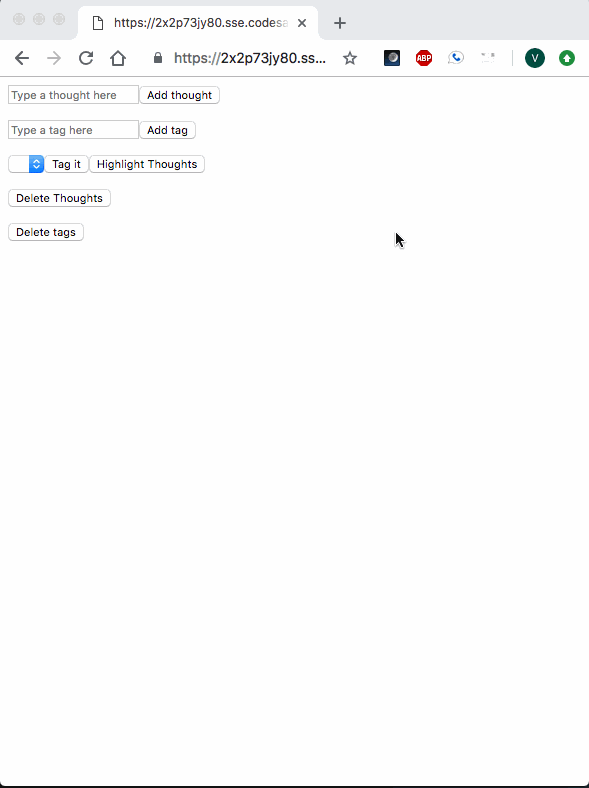 https://2x2p73jy80.sse.codesa
https://2x2p73jy80.ss...
ABP
V
Type a thought here Add thought
Type a tag here Add tag
Tag it Highlight Thoughts
Delete Thoughts
Delete tags